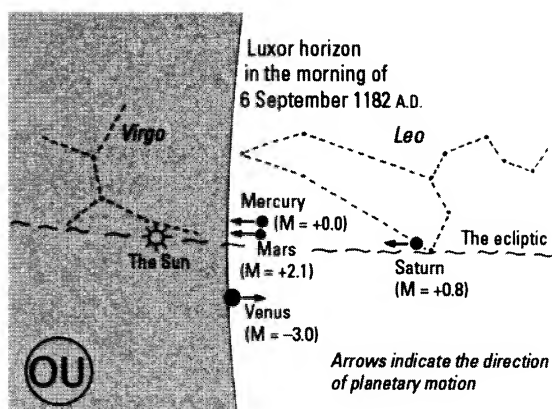 Luxor horizon
in the morning of
6 September 1182 A.D.
Virgo
Leo
Mercury
(M = +0.0)
Mars
(M = +2.1)
The Sun
The ecliptic
Saturn
(M = +0.8)
Venus
(M = –3.0)
OU
Arrows indicate the direction
of planetary motion